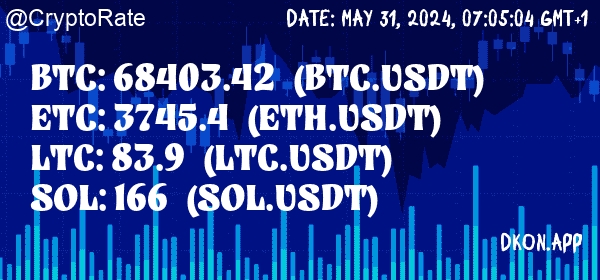 @CryptoRate
DATE: MAY 31, 2024, 07:05:04 GMT+1
BTC: 68403.42 (BTC.USDT)
ETC: 3745.4 (ETH.USDT)
LTC: 83.9 (LTC.USDT)
SOL: 166 (SOL.USDT)
DKON.APP